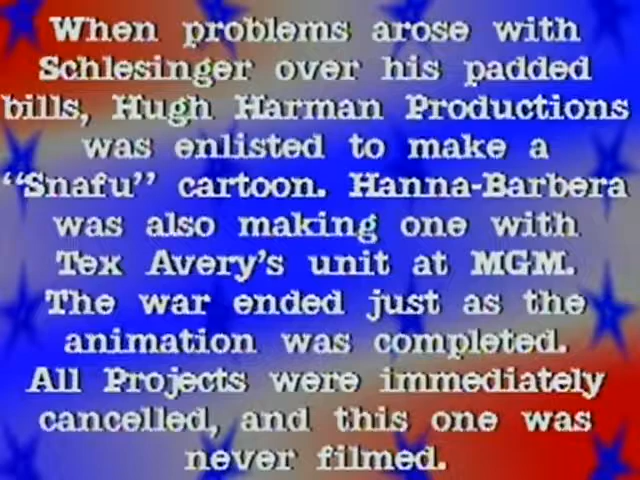 When problems arose with
Schlesinger over his padded
bills, Hugh Harman Productions
was enlisted to make a
“Snafu” cartoon. Hanna-Barbera
was also making one with
Tex Avery’s unit at MGM.
The war ended just as the
animation was completed.
All Projects were immediately
cancelled, and this one was
never filmed.